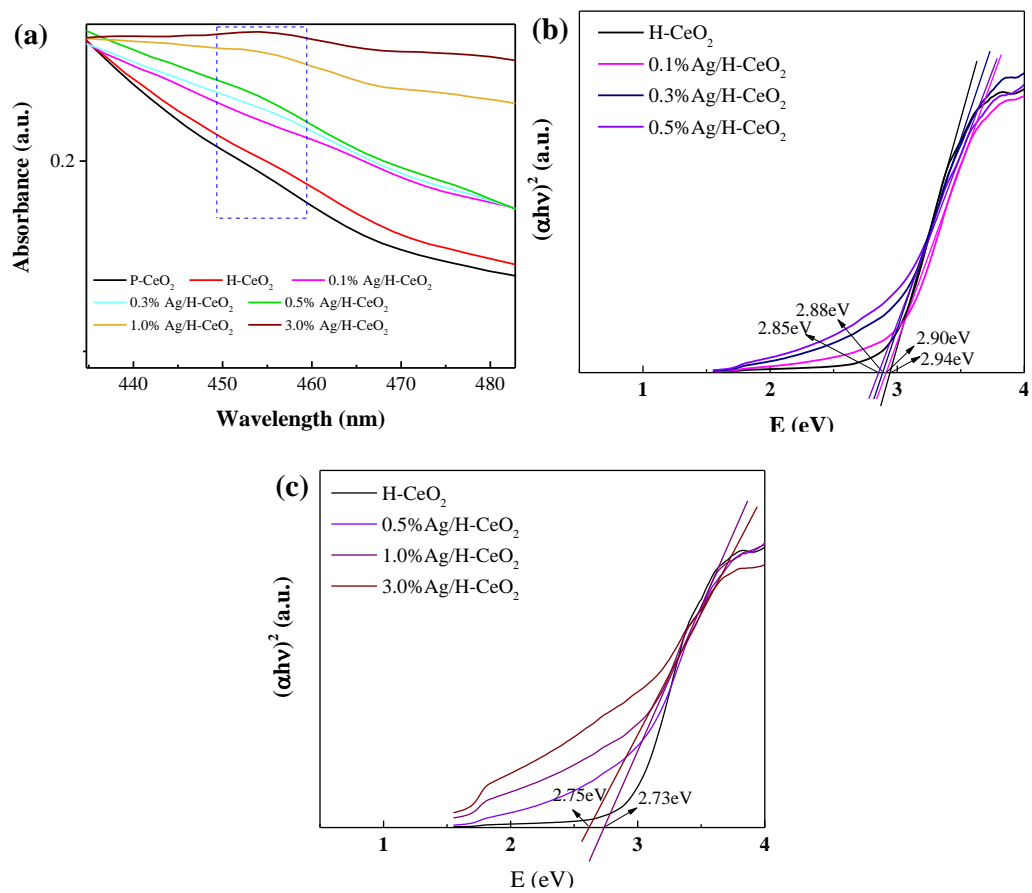 (a)
Absorbance (a.u.)
0.2
P-CeO₂ H-CeO₂ 0.1% Ag/H-CeO₂
0.3% Ag/H-CeO₂ 0.5% Ag/H-CeO₂
1.0% Ag/H-CeO₂ 3.0% Ag/H-CeO₂
440 450 460 470 480
Wavelength (nm)
(b)
(αhν)² (a.u.)
H-CeO₂
0.1%Ag/H-CeO₂
0.3%Ag/H-CeO₂
0.5%Ag/H-CeO₂
2.88eV
2.85eV
2.90eV
2.94eV
1 2 3 4
E (eV)
(c)
(αhν)² (a.u.)
H-CeO₂
0.5%Ag/H-CeO₂
1.0%Ag/H-CeO₂
3.0%Ag/H-CeO₂
2.75eV 2.73eV
1 2 3 4
E (eV)